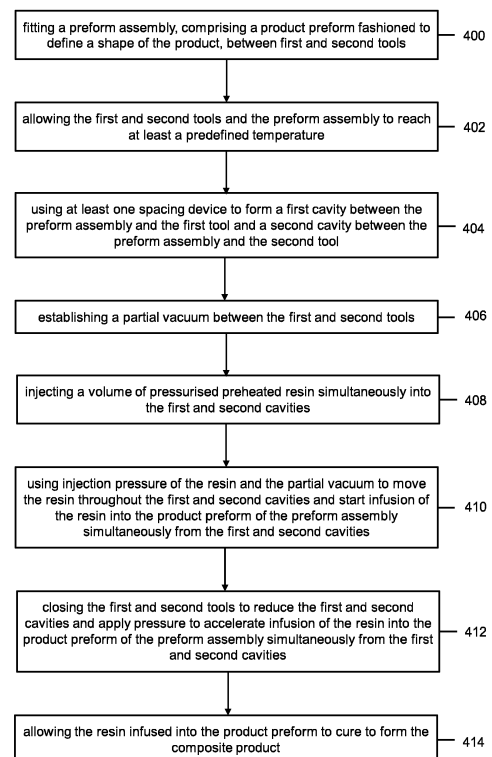 fitting a preform assembly, comprising a product preform fashioned to
define a shape of the product, between first and second tools
400
allowing the first and second tools and the preform assembly to reach
at least a predefined temperature
402
using at least one spacing device to form a first cavity between the
preform assembly and the first tool and a second cavity between the
preform assembly and the second tool
404
establishing a partial vacuum between the first and second tools
406
injecting a volume of pressurised preheated resin simultaneously into
the first and second cavities
408
using injection pressure of the resin and the partial vacuum to move
the resin throughout the first and second cavities and start infusion of
the resin into the product preform of the preform assembly
simultaneously from the first and second cavities
410
closing the first and second tools to reduce the first and second
cavities and apply pressure to accelerate infusion of the resin into the
product preform of the preform assembly simultaneously from the first
and second cavities
412
allowing the resin infused into the product preform to cure to form the
composite product
414